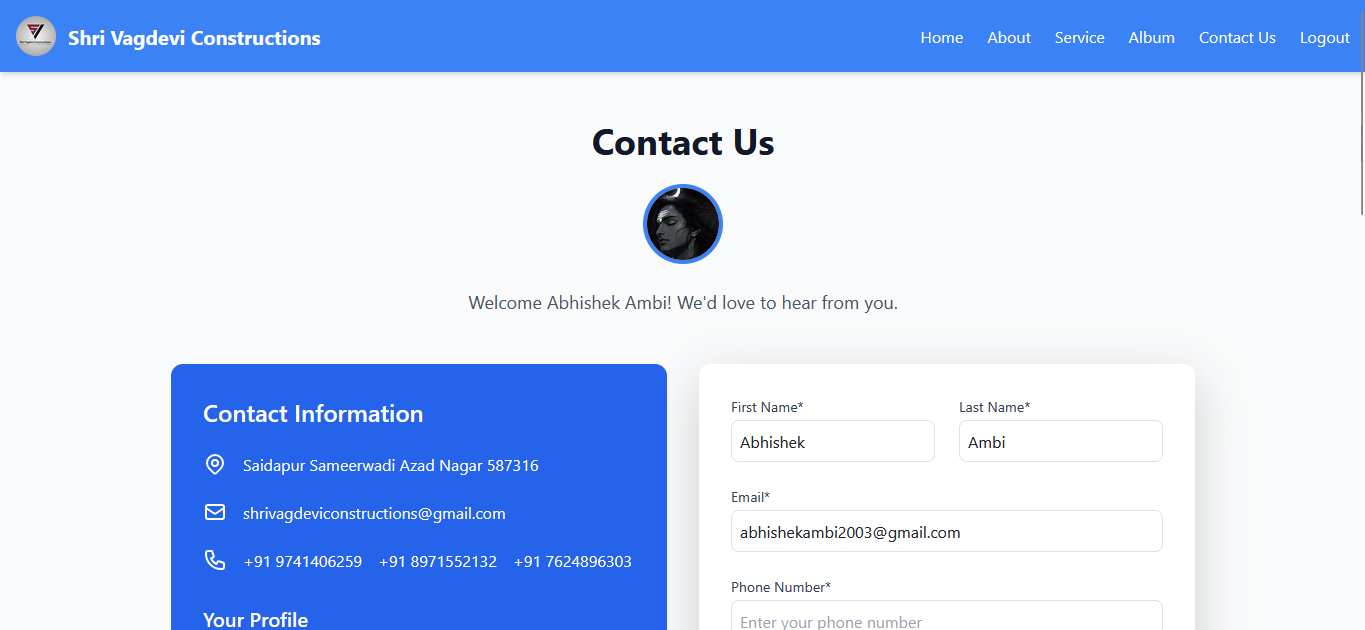 Shri Vagdevi Constructions
Home About Service Album Contact Us Logout
Contact Us
Welcome Abhishek Ambi! We'd love to hear from you.
Contact Information
Saidapur Sameerwadi Azad Nagar 587316
shrivagdeviconstructions@gmail.com
+91 9741406259 +91 8971552132 +91 7624896303
Your Profile
First Name* Last Name*
Abhishek Ambi
Email*
abhishekambi2003@gmail.com
Phone Number*
Enter your phone number